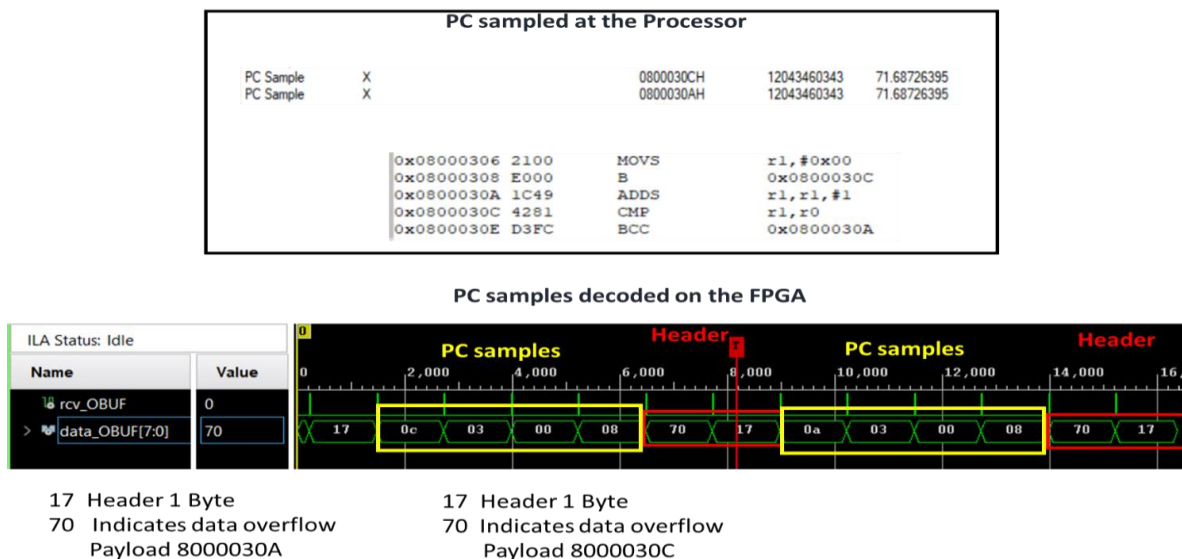 PC sampled at the Processor
PC Sample X 0800030CH 12043460343 71.68726395
PC Sample X 0800030AH 12043460343 71.68726395
0x08000306 2100 MOVS r1,#0x00
0x08000308 E000 B 0x0800030C
0x0800030A 1C49 ADDS r1,r1,#1
0x0800030C 4281 CMP r1,r0
0x0800030E D3FC BCC 0x0800030A
PC samples decoded on the FPGA
ILA Status: Idle
Name Value
rcv_OBUF 0
data_OBUF[7:0] 70
0
PC samples Header T PC samples Header
0 2,000 4,000 6,000 8,000 10,000 12,000 14,000 16,
17 0c 03 00 08 70 17 0a 03 00 08 70 17
17 Header 1 Byte
70 Indicates data overflow
Payload 8000030A
17 Header 1 Byte
70 Indicates data overflow
Payload 8000030C